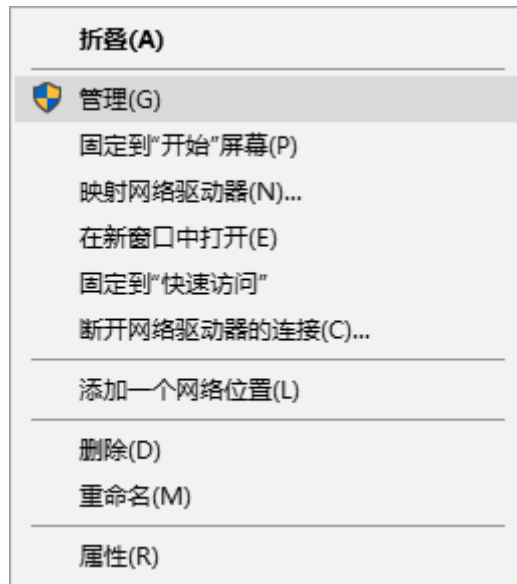 折叠(A)
管理(G)
固定到"开始"屏幕(P)
映射网络驱动器(N)...
在新窗口中打开(E)
固定到"快速访问"
断开网络驱动器的连接(C)...
添加一个网络位置(L)
删除(D)
重命名(M)
属性(R)